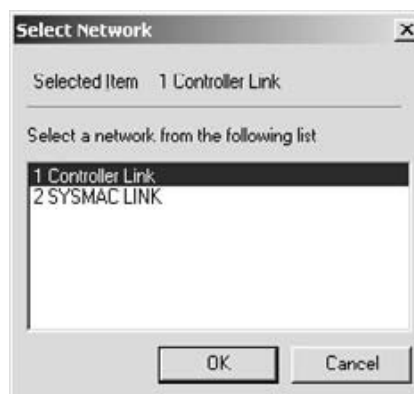 Select Network
Selected Item 1 Controller Link
Select a network from the following list
1 Controller Link
2 SYSMAC LINK
OK Cancel